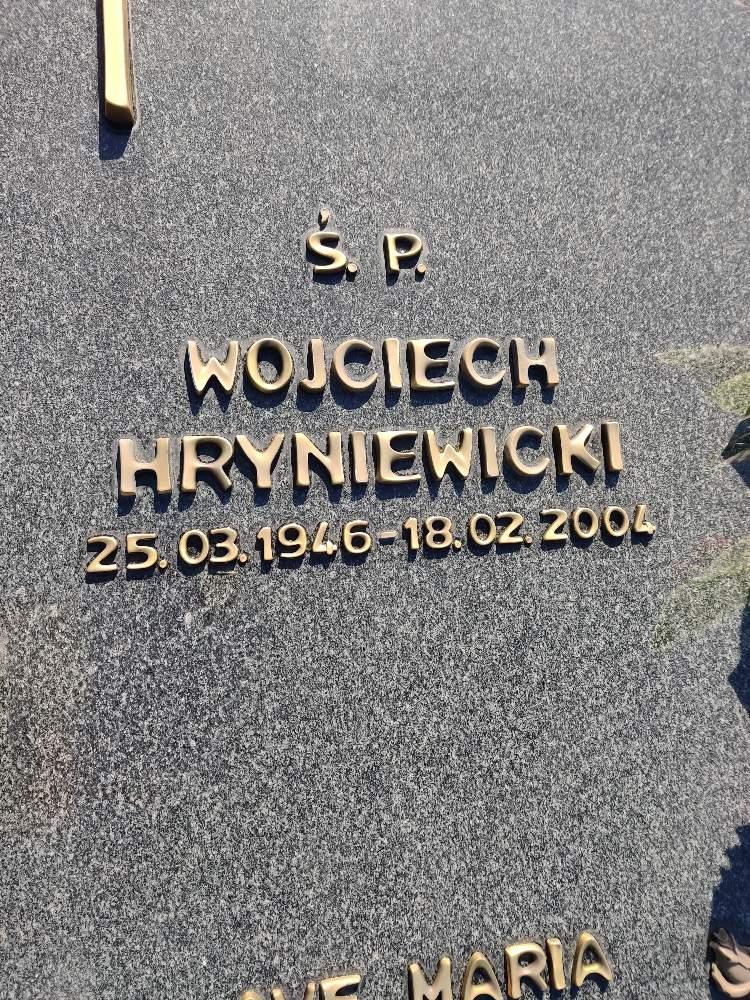 Ś. P.
WOJCIECH
HRYNIEWICKI
25.03.1946-18.02.2004
MARIA